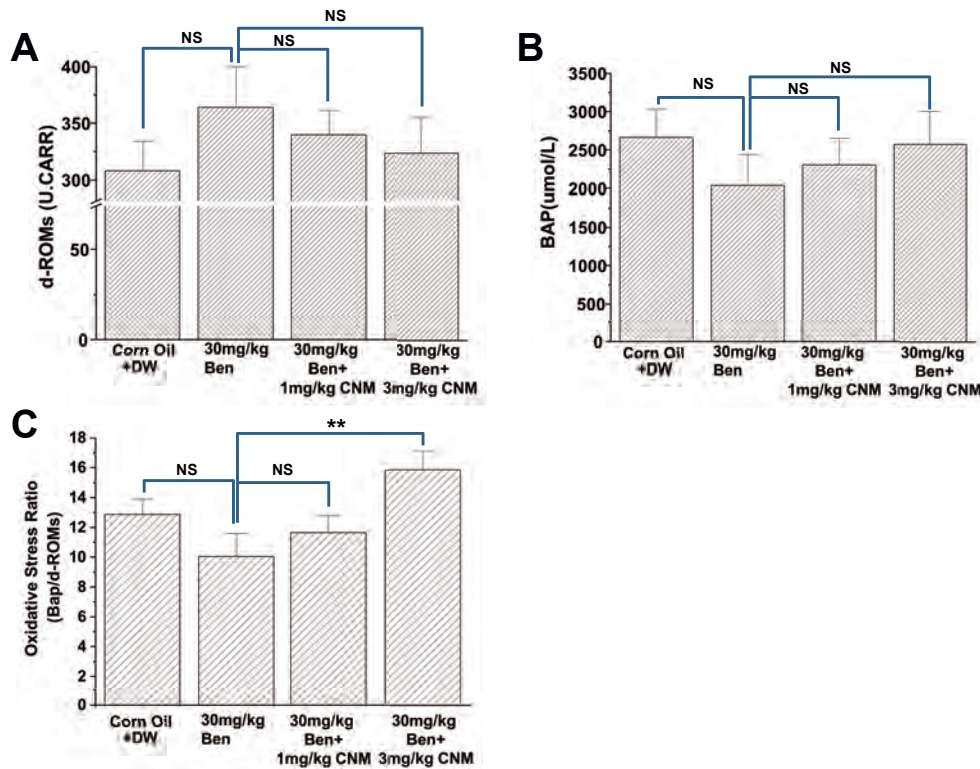 A
NS
NS
NS
d-ROMs (U.CARR)
400
350
300
50
0
Corn Oil
+DW
30mg/kg
Ben
30mg/kg
Ben+
1mg/kg CNM
30mg/kg
Ben+
3mg/kg CNM
B
NS
NS
NS
BAP(umol/L)
3500
3000
2500
2000
1500
1000
500
0
Corn Oil
+DW
30mg/kg
Ben
30mg/kg
Ben+
1mg/kg CNM
30mg/kg
Ben+
3mg/kg CNM
C
**
NS
NS
Oxidative Stress Ratio
(Bap/d-ROMs)
18
16
14
12
10
8
6
4
2
0
Corn Oil
+DW
30mg/kg
Ben
30mg/kg
Ben+
1mg/kg CNM
30mg/kg
Ben+
3mg/kg CNM